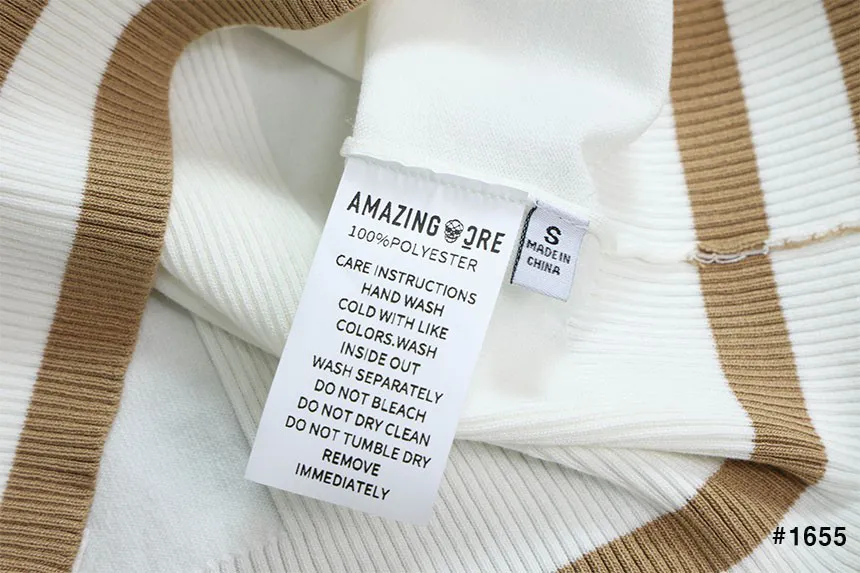 AMAZING CORE
100%POLYESTER
CARE INSTRUCTIONS
HAND WASH
COLD WITH LIKE
COLORS.WASH
INSIDE OUT
WASH SEPARATELY
DO NOT BLEACH
DO NOT DRY CLEAN
DO NOT TUMBLE DRY
REMOVE
IMMEDIATELY
S
MADE IN
CHINA
#1655